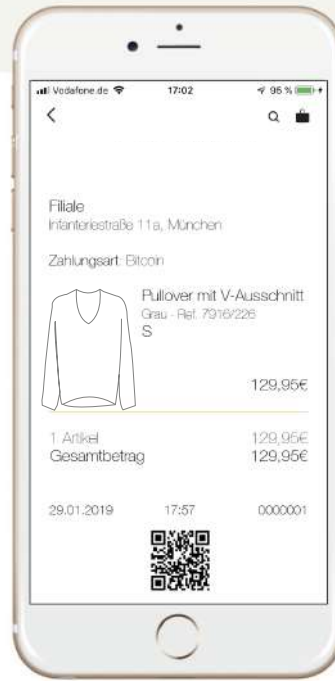 Vodafone.de 17:02 95 %
Filiale
Infanteriestraße 11a, München
Zahlungsart: Bitcoin
Pullover mit V-Ausschnitt
Grau - Ref. 7916/226
S
129,95€
1 Artikel 129,95€
Gesamtbetrag 129,95€
29.01.2019 17:57 0000001